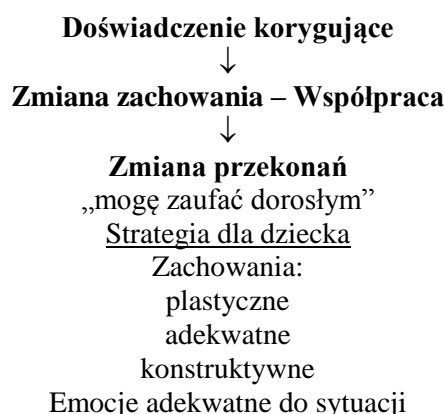 Doświadczenie korygujące
↓
Zmiana zachowania – Współpraca
↓
Zmiana przekonań
„mogę zaufać dorosłym”
Strategia dla dziecka
Zachowania:
plastyczne
adekwatne
konstruktywne
Emocje adekwatne do sytuacji